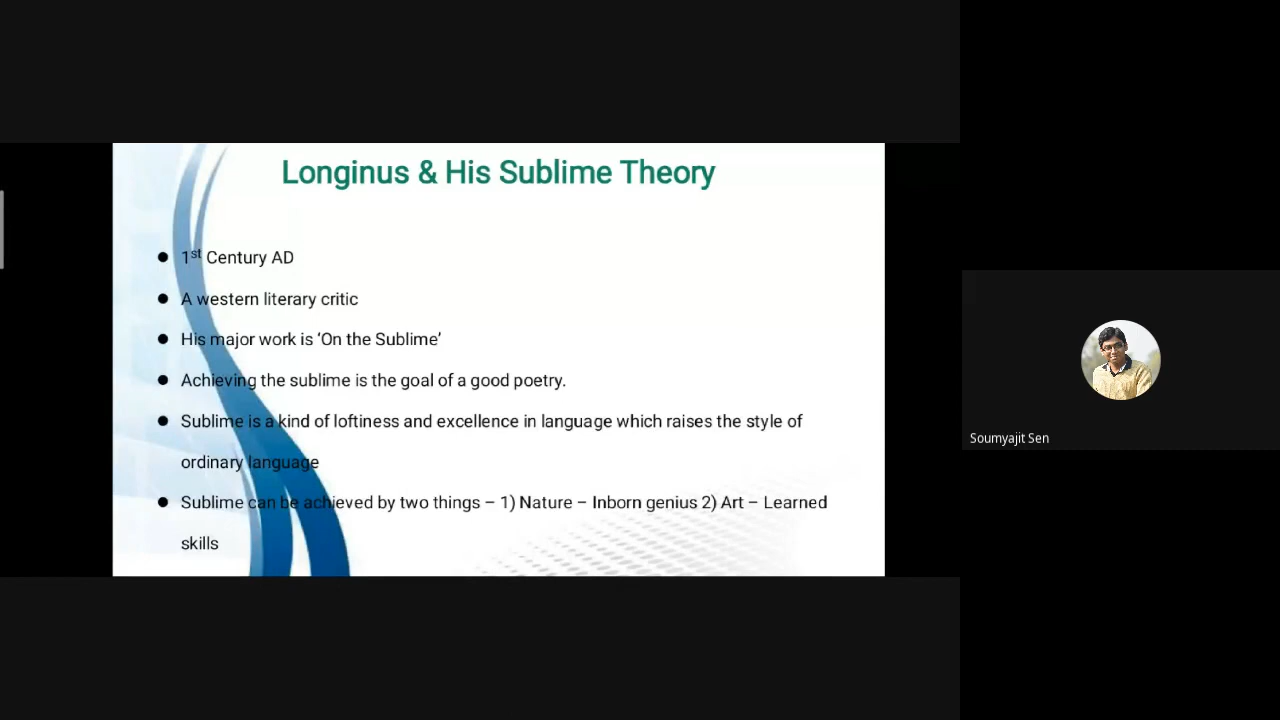 Longinus & His Sublime Theory
● 1st Century AD
● A western literary critic
● His major work is ‘On the Sublime’
● Achieving the sublime is the goal of a good poetry.
● Sublime is a kind of loftiness and excellence in language which raises the style of
ordinary language
● Sublime can be achieved by two things – 1) Nature – Inborn genius 2) Art – Learned
skills
Soumyajit Sen